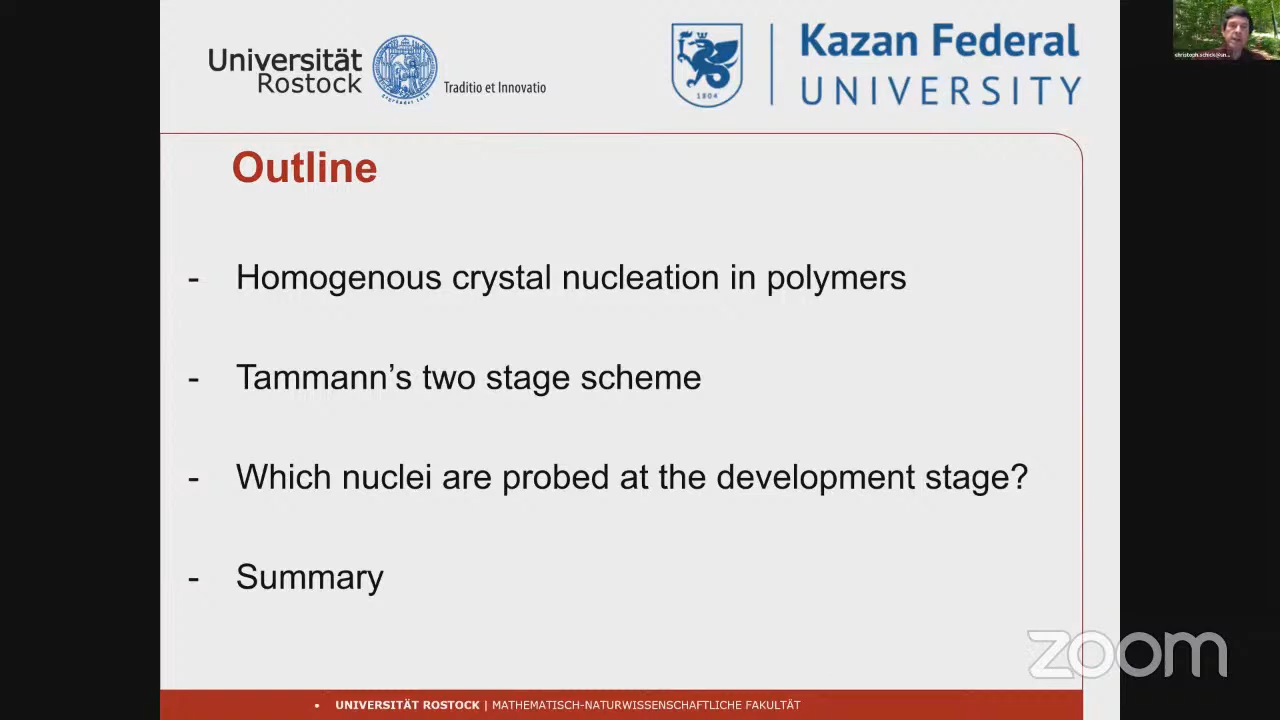 Universität
Rostock
Traditio et Innovatio
1804
Kazan Federal
UNIVERSITY
Outline
- Homogenous crystal nucleation in polymers
- Tammann's two stage scheme
- Which nuclei are probed at the development stage?
- Summary
zoom
• UNIVERSITÄT ROSTOCK | MATHEMATISCH-NATURWISSENSCHAFTLICHE FAKULTÄT